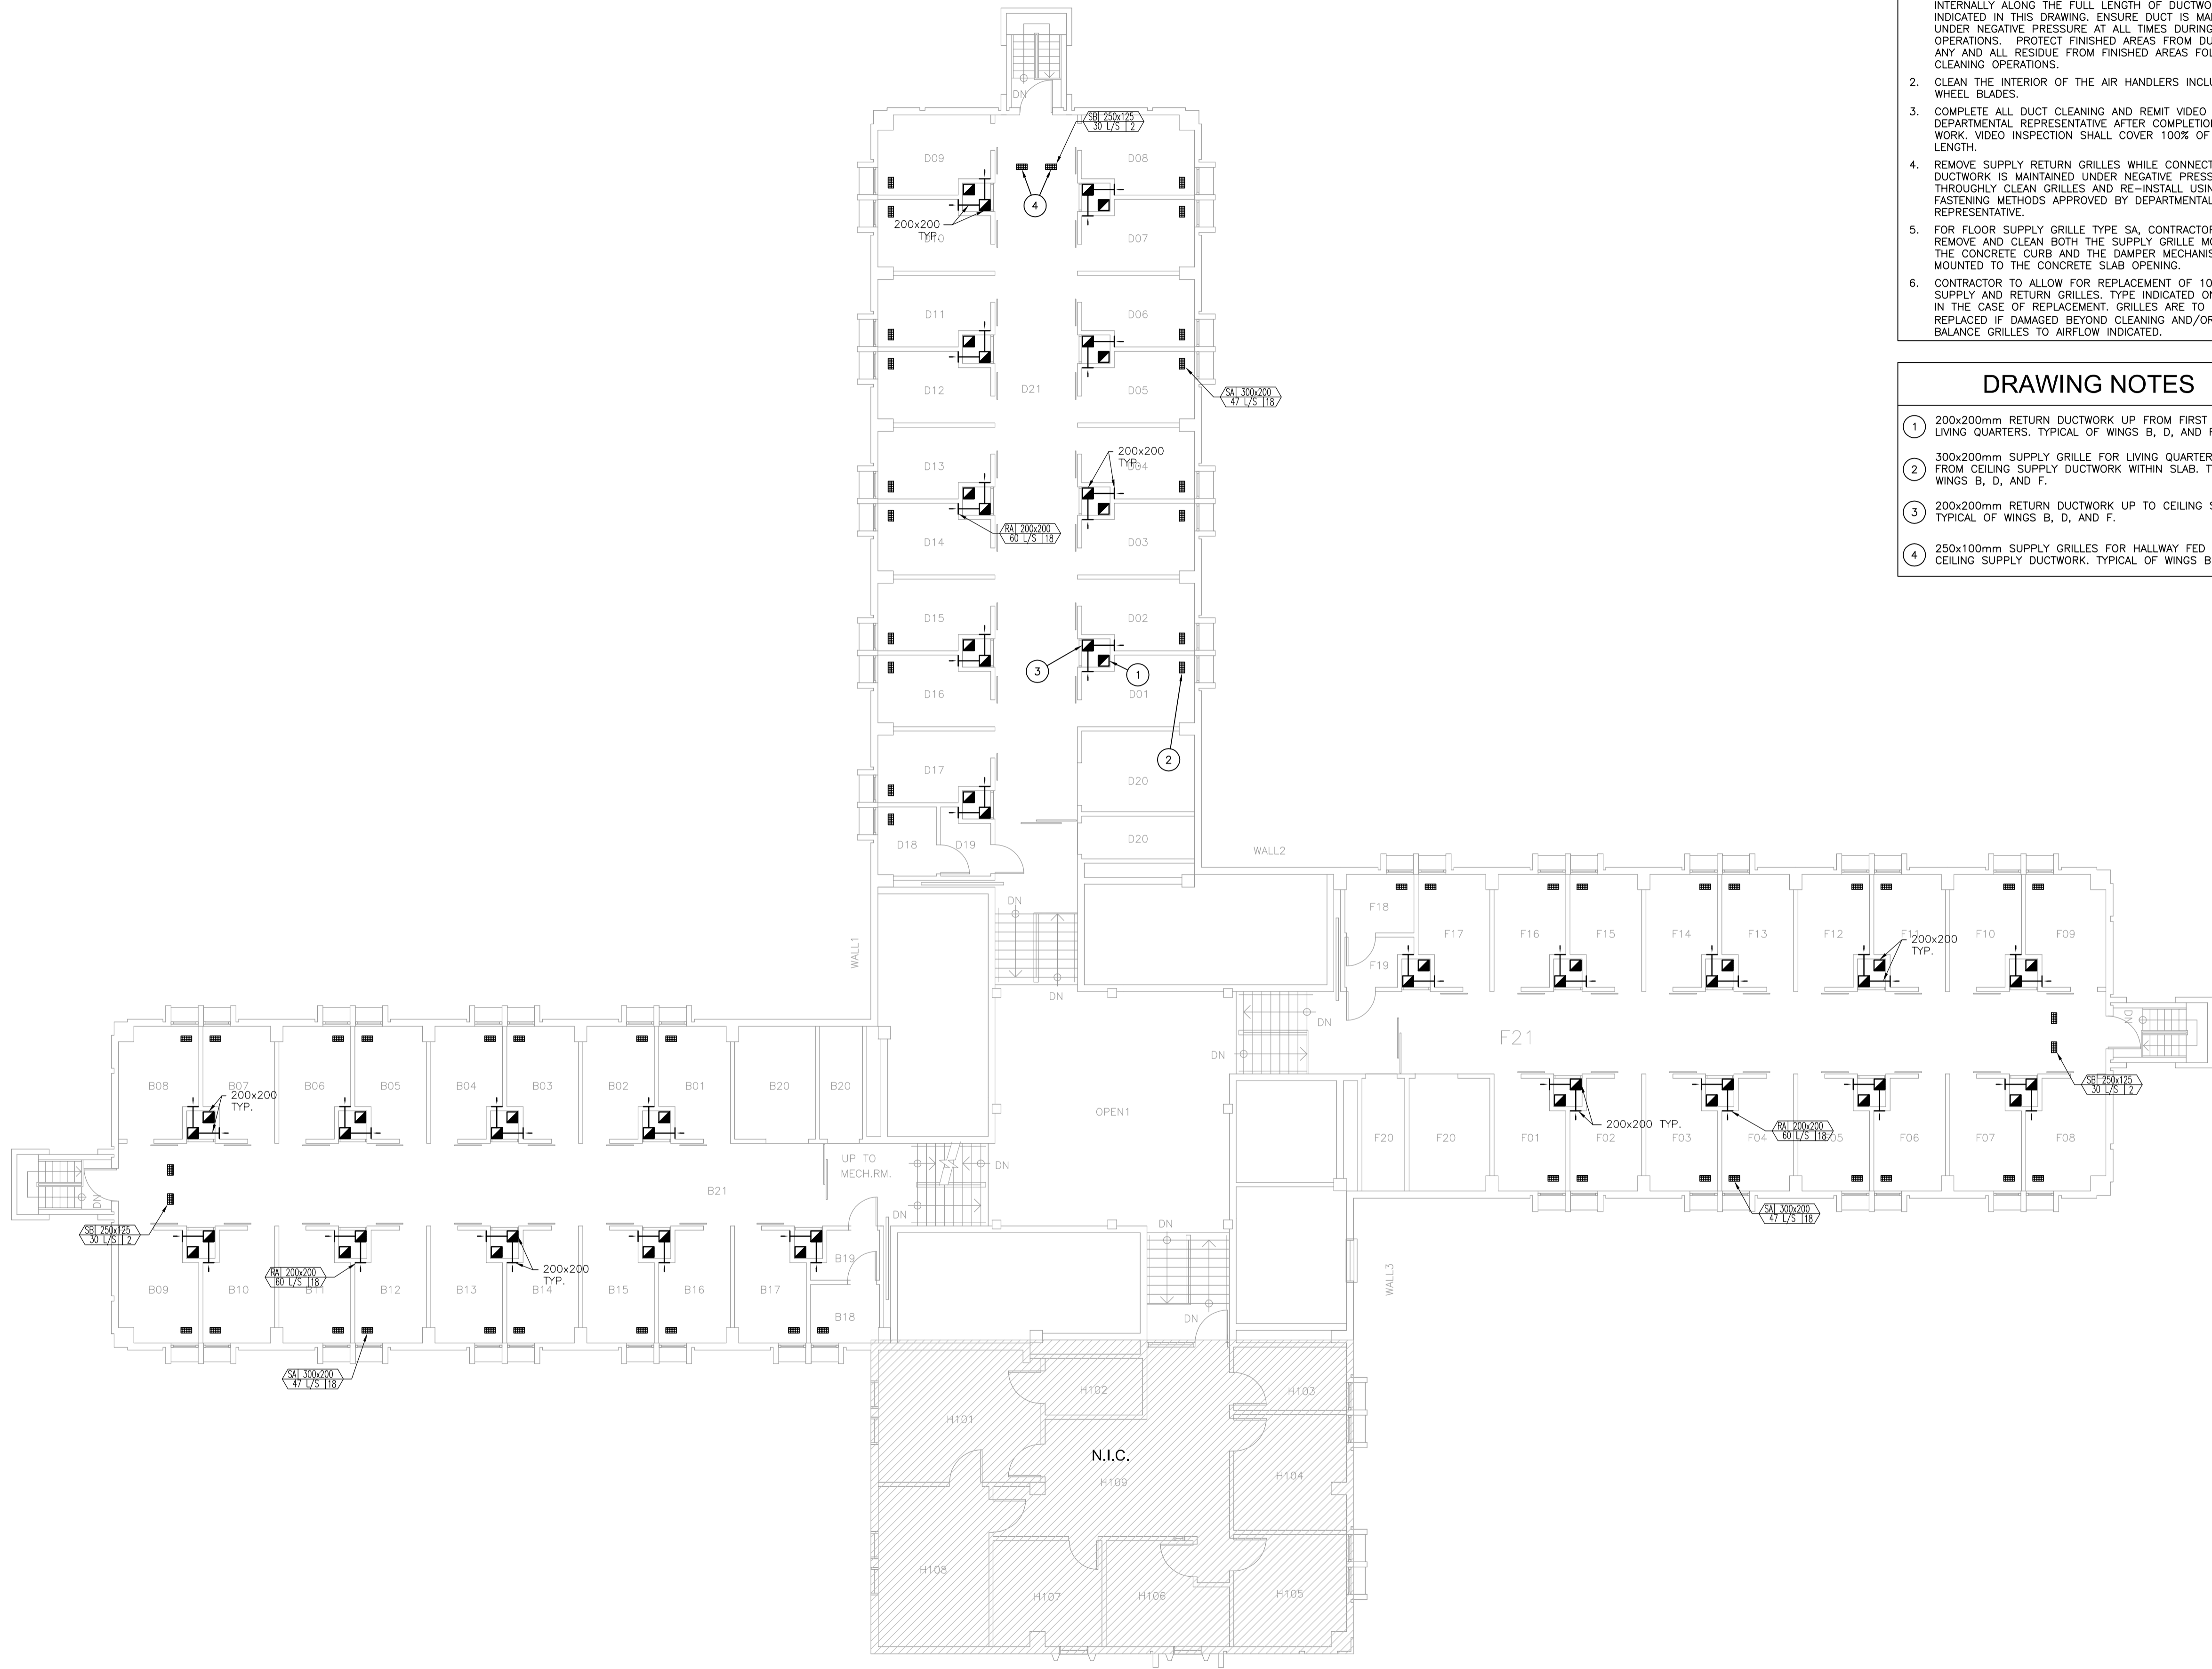 INTERNALLY ALONG THE FULL LENGTH OF
INDICATED IN THIS DRAWING. ENSURE DUCT IS
UNDER NEGATIVE PRESSURE AT ALL TIMES DURING
OPERATIONS. PROTECT FINISHED AREAS FROM
ANY AND ALL RESIDUE FROM FINISHED AREAS
CLEANING OPERATIONS.
2. CLEAN THE INTERIOR OF THE AIR HANDLERS
WHEEL BLADES.
3. COMPLETE ALL DUCT CLEANING AND REMIT VIDEO
DEPARTMENTAL REPRESENTATIVE AFTER
WORK. VIDEO INSPECTION SHALL COVER 100% OF
LENGTH.
4. REMOVE SUPPLY RETURN GRILLES WHILE
DUCTWORK IS MAINTAINED UNDER NEGATIVE
THROUGHLY CLEAN GRILLES AND RE-INSTALL
FASTENING METHODS APPROVED BY DEPARTMENTAL
REPRESENTATIVE.
5. FOR FLOOR SUPPLY GRILLE TYPE SA,
REMOVE AND CLEAN BOTH THE SUPPLY GRILLE
THE CONCRETE CURB AND THE DAMPER
MOUNTED TO THE CONCRETE SLAB OPENING.
6. CONTRACTOR TO ALLOW FOR REPLACEMENT OF
SUPPLY AND RETURN GRILLES. TYPE INDICATED
IN THE CASE OF REPLACEMENT. GRILLES ARE TO
REPLACED IF DAMAGED BEYOND CLEANING AND/OR
BALANCE GRILLES TO AIRFLOW INDICATED.
DRAWING NOTES
1 200x200mm RETURN DUCTWORK UP FROM FIRST
LIVING QUARTERS. TYPICAL OF WINGS B, D, AND
2 300x200mm SUPPLY GRILLE FOR LIVING
FROM CEILING SUPPLY DUCTWORK WITHIN SLAB.
WINGS B, D, AND F.
3 200x200mm RETURN DUCTWORK UP TO CEILING
TYPICAL OF WINGS B, D, AND F.
4 250x100mm SUPPLY GRILLES FOR HALLWAY FED
CEILING SUPPLY DUCTWORK. TYPICAL OF WINGS B
DN
SB 250x125
30 L/S 2
D09
D08
4
200x200
TYP.
D10
D07
D11
D06
D12
D21
D05
SA 300x200
47 L/S 18
200x200
TYP.
D13
D04
RA 200x200
60 L/S 18
D14
D03
D15
D02
3
1
D16
D01
2
D17
D20
D18
D19
D20
WALL2
DN
WALL1
DN
F18
F17
F16
F15
F14
F13
F12
F11
200x200
TYP.
F10
F09
F19
DN
DN
F21
DN
SB 250x125
30 L/S 2
B08
B07
B06
B05
B04
B03
B02
B01
B20
B20
200x200
TYP.
OPEN1
200x200 TYP.
RA 200x200
60 L/S 18
F20
F20
F01
F02
F03
F04
F05
F06
F07
F08
UP TO
MECH.RM.
DN
B21
DN
DN
DN
SB 250x125
30 L/S 2
SA 300x200
47 L/S 18
RA 200x200
60 L/S 18
200x200
TYP.
B19
WALL3
B09
B10
B11
B12
B13
B14
B15
B16
B17
B18
DN
SA 300x200
47 L/S 18
H102
H103
H101
N.I.C.
H109
H104
H108
H107
H106
H105